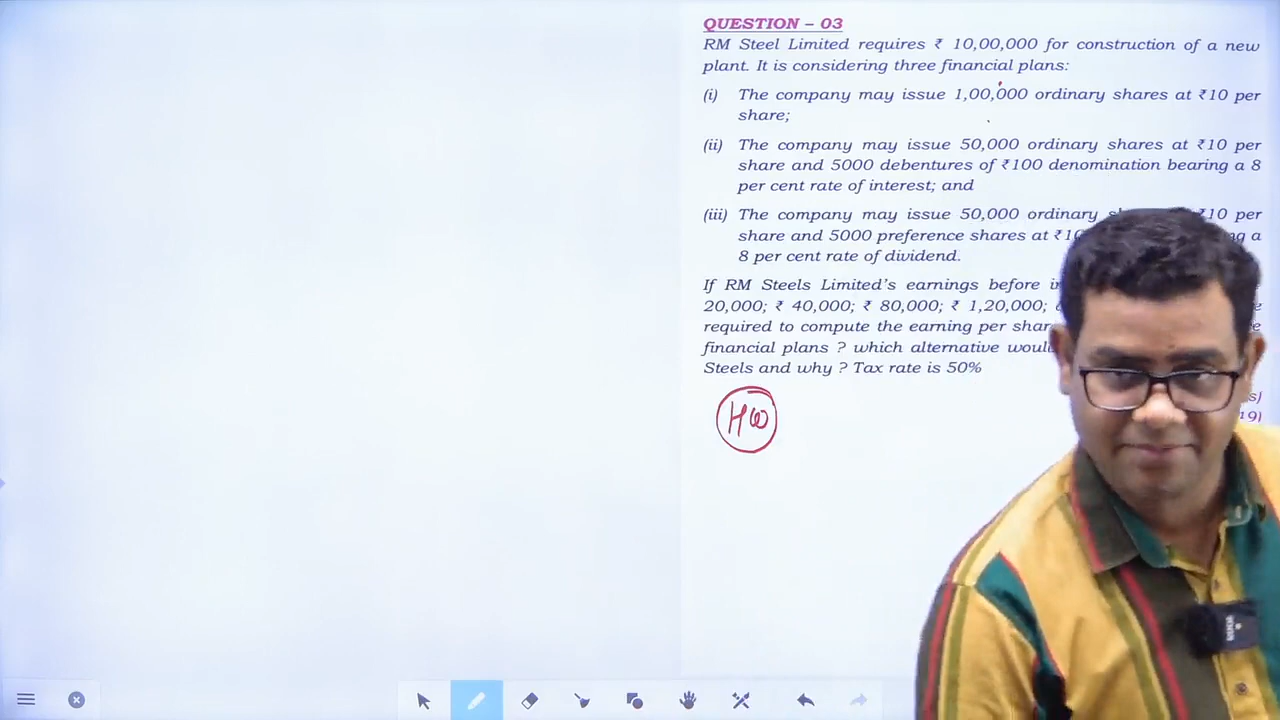 QUESTION – 03
RM Steel Limited requires ₹ 10,00,000 for construction of a new
plant. It is considering three financial plans:
(i) The company may issue 1,00,000 ordinary shares at ₹10 per
share;
(ii) The company may issue 50,000 ordinary shares at ₹10 per
share and 5000 debentures of ₹100 denomination bearing a 8
per cent rate of interest; and
(iii) The company may issue 50,000 ordinary ₹10 per
share and 5000 preference shares at a
8 per cent rate of dividend.
If RM Steels Limited's earnings before
20,000; ₹ 40,000; ₹ 80,000; ₹ 1,20,000;
required to compute the earning per
financial plans ? which alternative
Steels and why ? Tax rate is 50%
HW